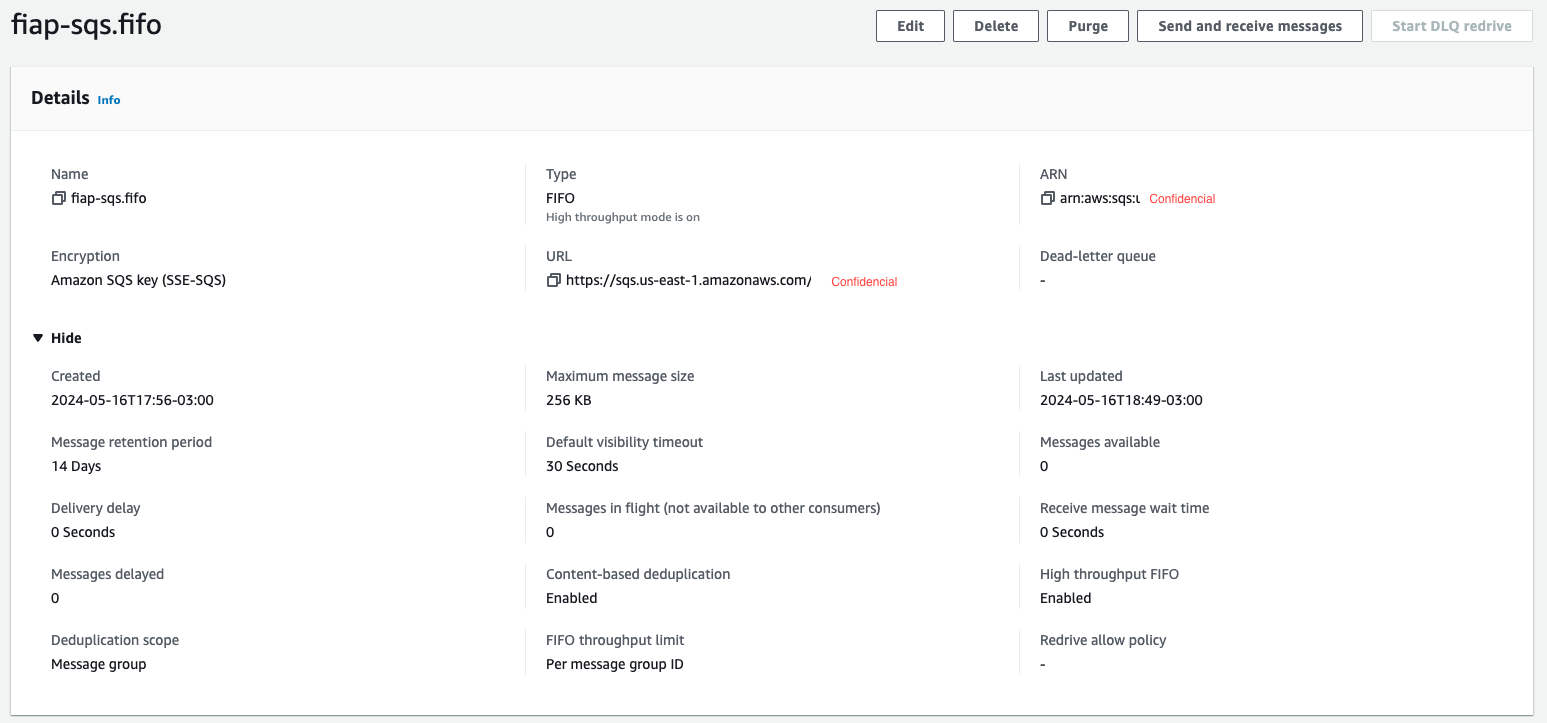 fiap-sqs.fifo
Edit
Delete
Purge
Send and receive messages
Start DLQ redrive
Details Info
Name
fiap-sqs.fifo
Type
FIFO
High throughput mode is on
ARN
arn:aws:sqs:u Confidencial
Encryption
Amazon SQS key (SSE-SQS)
URL
https://sqs.us-east-1.amazonaws.com/ Confidencial
Dead-letter queue
-
Hide
Created
2024-05-16T17:56-03:00
Maximum message size
256 KB
Last updated
2024-05-16T18:49-03:00
Message retention period
14 Days
Default visibility timeout
30 Seconds
Messages available
0
Delivery delay
0 Seconds
Messages in flight (not available to other consumers)
0
Receive message wait time
0 Seconds
Messages delayed
0
Content-based deduplication
Enabled
High throughput FIFO
Enabled
Deduplication scope
Message group
FIFO throughput limit
Per message group ID
Redrive allow policy
-